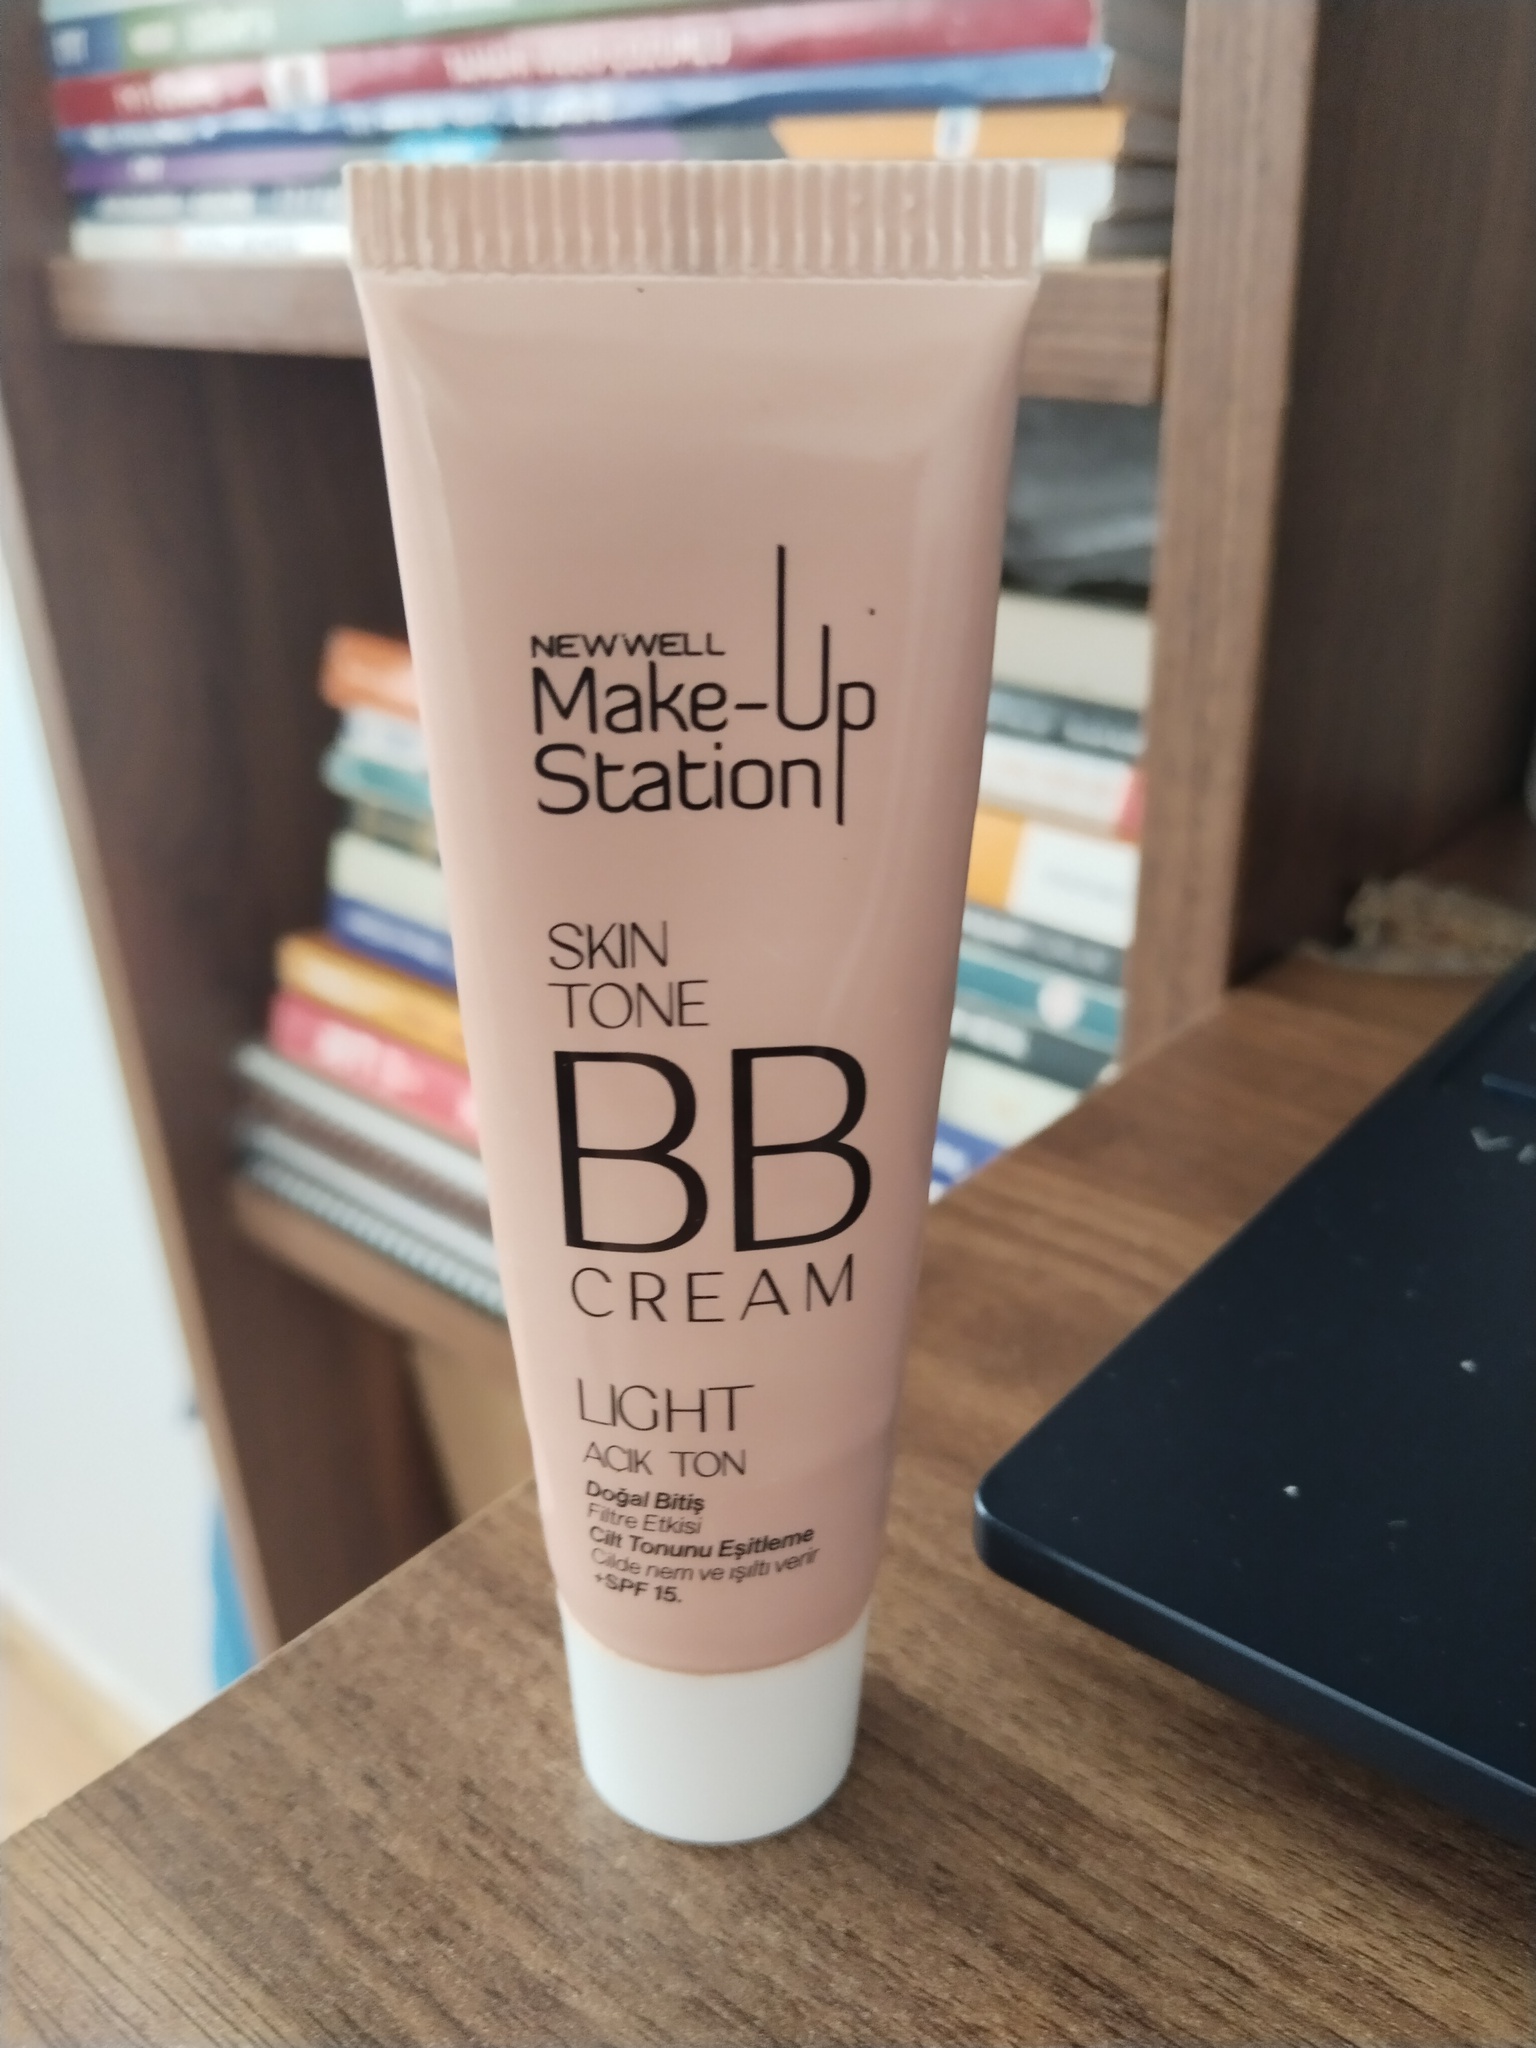 NEWWELL
Make-Up
Station
SKIN
TONE
BB
CREAM
LIGHT
AÇIK TON
Doğal Bitiş
Filtre Etkisi
Cilt Tonunu Eşitleme
Cilde nem ve ışıltı verir
+SPF 15.